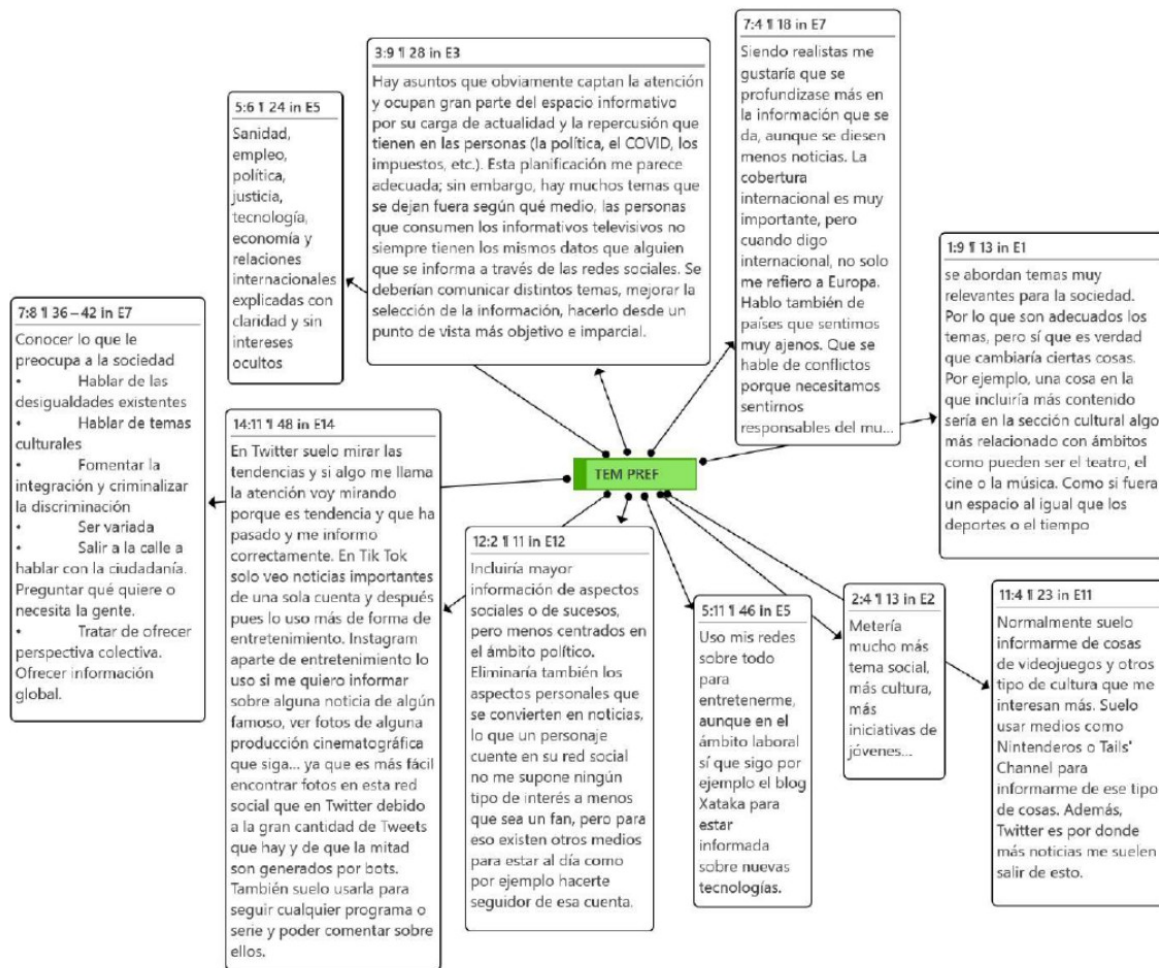 3:9 ¶ 28 in E3
Hay asuntos que obviamente captan la atención
y ocupan gran parte del espacio informativo
por su carga de actualidad y la repercusión que
tienen en las personas (la política, el COVID, los
impuestos, etc.). Esta planificación me parece
adecuada; sin embargo, hay muchos temas que
se dejan fuera según qué medio, las personas
que consumen los informativos televisivos no
siempre tienen los mismos datos que alguien
que se informa a través de las redes sociales. Se
deberían comunicar distintos temas, mejorar la
selección de la información, hacerlo desde un
punto de vista más objetivo e imparcial.
7:4 ¶ 18 in E7
Siendo realistas me
gustaría que se
profundizase más en
la información que se
da, aunque se diesen
menos noticias. La
cobertura
internacional es muy
importante, pero
cuando digo
internacional, no solo
me refiero a Europa.
Hablo también de
países que sentimos
muy ajenos. Que se
hable de conflictos
porque necesitamos
sentirnos
responsables del mu...
5:6 ¶ 24 in E5
Sanidad,
empleo,
política,
justicia,
tecnología,
economía y
relaciones
internacionales
explicadas con
claridad y sin
intereses
ocultos
1:9 ¶ 13 in E1
se abordan temas muy
relevantes para la sociedad.
Por lo que son adecuados los
temas, pero sí que es verdad
que cambiaría ciertas cosas.
Por ejemplo, una cosa en la
que incluiría más contenido
sería en la sección cultural algo
más relacionado con ámbitos
como pueden ser el teatro, el
cine o la música. Como si fuera
un espacio al igual que los
deportes o el tiempo
7:8 ¶ 36 – 42 in E7
Conocer lo que le
preocupa a la sociedad
• Hablar de las
desigualdades existentes
• Hablar de temas
culturales
• Fomentar la
integración y criminalizar
la discriminación
• Ser variada
• Salir a la calle a
hablar con la ciudadanía.
Preguntar qué quiere o
necesita la gente.
• Tratar de ofrecer
perspectiva colectiva.
Ofrecer información
global.
TEM PREF
14:11 ¶ 48 in E14
En Twitter suelo mirar las
tendencias y si algo me llama
la atención voy mirando
porque es tendencia y que ha
pasado y me informo
correctamente. En Tik Tok
solo veo noticias importantes
de una sola cuenta y después
pues lo uso más de forma de
entretenimiento. Instagram
aparte de entretenimiento lo
uso si me quiero informar
sobre alguna noticia de algún
famoso, ver fotos de alguna
producción cinematográfica
que siga... ya que es más fácil
encontrar fotos en esta red
social que en Twitter debido
a la gran cantidad de Tweets
que hay y de que la mitad
son generados por bots.
También suelo usarla para
seguir cualquier programa o
serie y poder comentar sobre
ellos.
12:2 ¶ 11 in E12
Incluiría mayor
información de aspectos
sociales o de sucesos,
pero menos centrados en
el ámbito político.
Eliminaría también los
aspectos personales que
se convierten en noticias,
lo que un personaje
cuente en su red social
no me supone ningún
tipo de interés a menos
que sea un fan, pero para
eso existen otros medios
para estar al día como
por ejemplo hacerte
seguidor de esa cuenta.
5:11 ¶ 46 in E5
Uso mis redes
sobre todo
para
entretenerme,
aunque en el
ámbito laboral
sí que sigo por
ejemplo el blog
Xataka para
estar
informada
sobre nuevas
tecnologías.
2:4 ¶ 13 in E2
Metería
mucho más
tema social,
más cultura,
más
iniciativas de
jóvenes...
11:4 ¶ 23 in E11
Normalmente suelo
informarme de cosas
de videojuegos y otros
tipo de cultura que me
interesan más. Suelo
usar medios como
Nintenderos o Tails'
Channel para
informarme de ese tipo
de cosas. Además,
Twitter es por donde
más noticias me suelen
salir de esto.